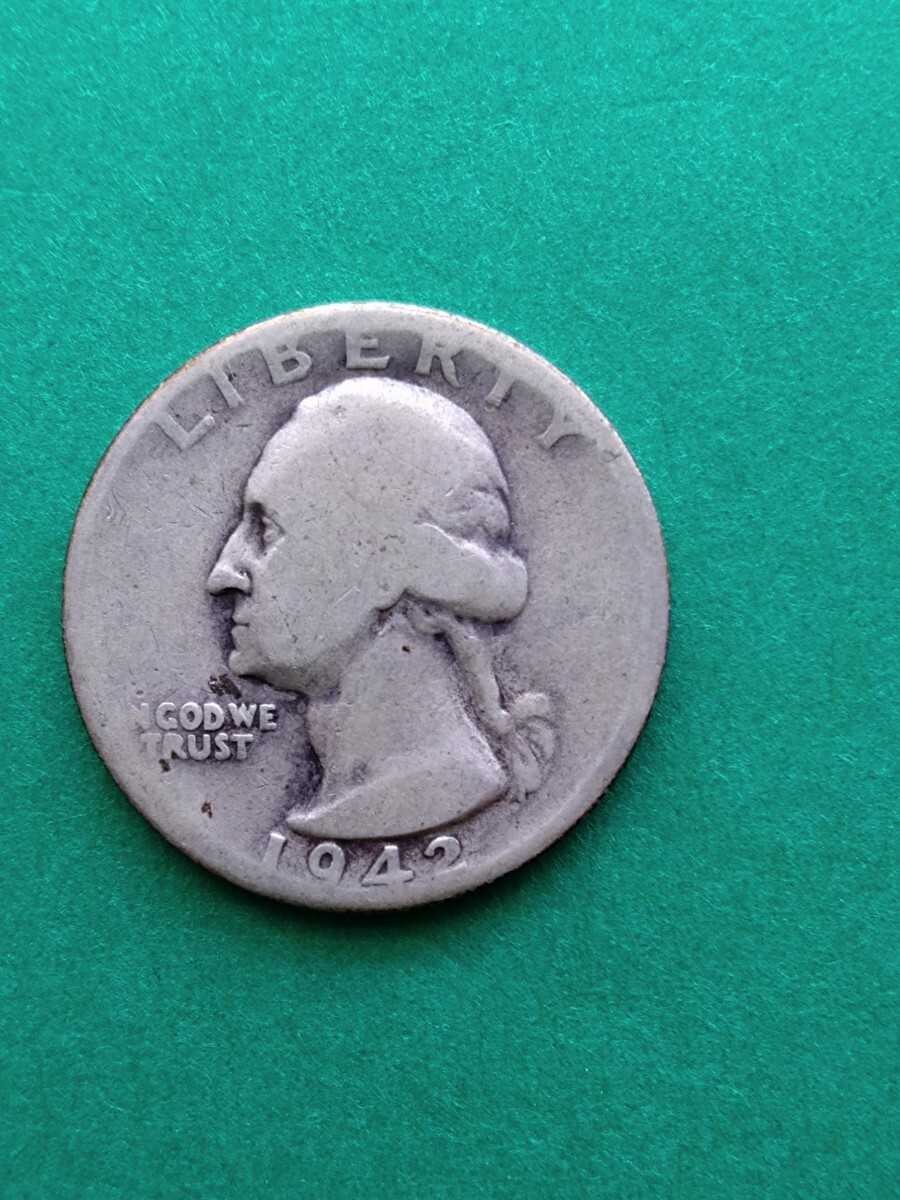 LIBERTY
IN GOD WE
TRUST
1942